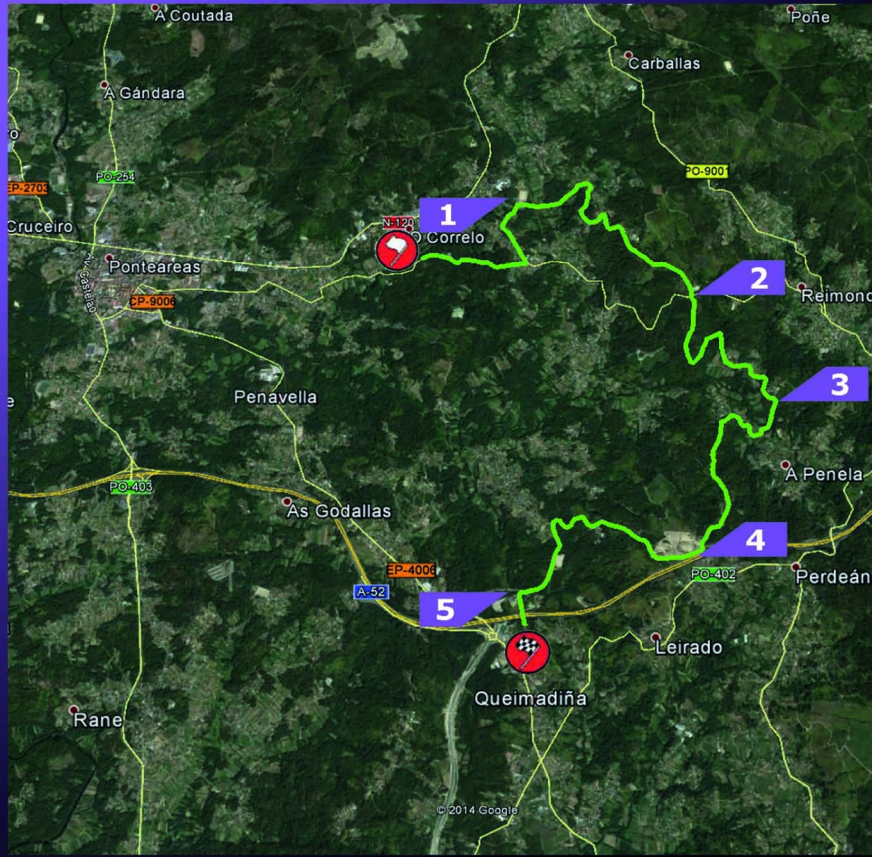 A Coutada
Poñe
Carballas
A Gándara
PO-254
PO-9001
EP-2703
Cruceiro
1
N-120
O Correlo
Ponteareas
CP-9006
2
Reimond
3
Penavella
A Penela
PO-403
As Godallas
4
EP-4006
PO-402
Perdeán
A-52
5
Leirado
Queimadiña
Rane
© 2014 Google